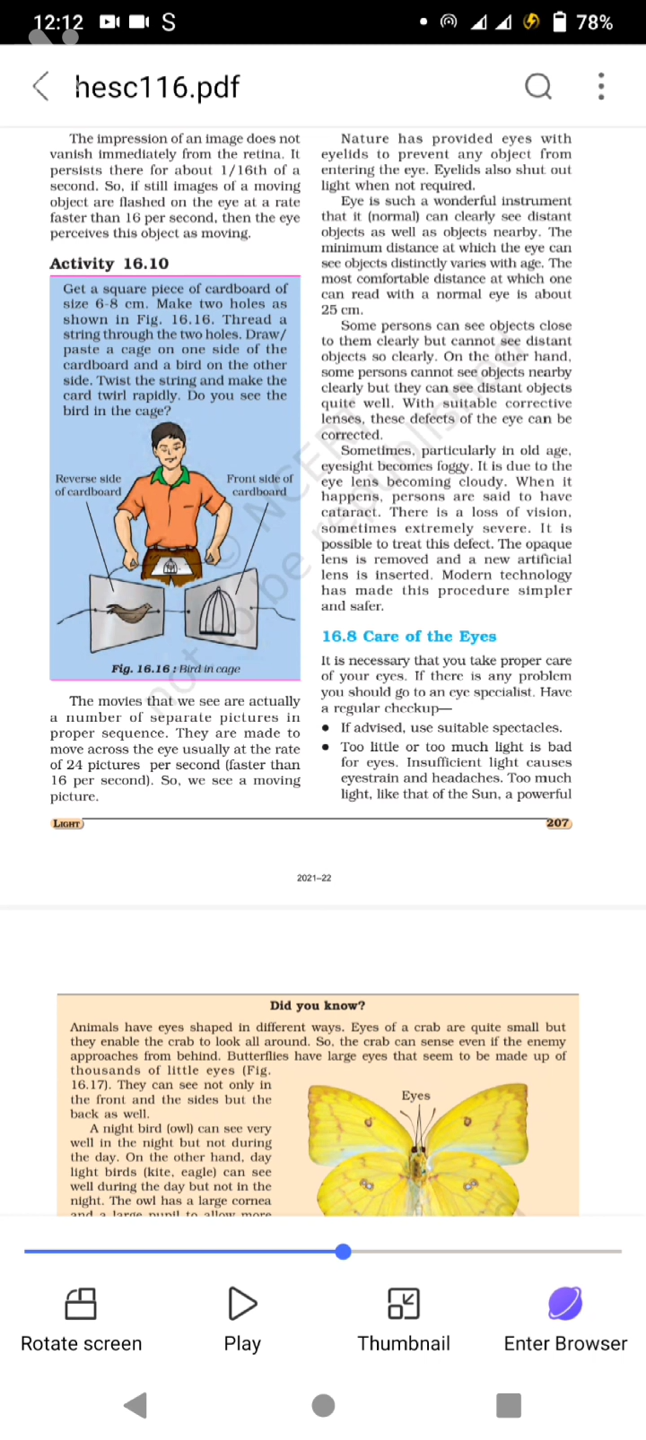 12:12
S
78%
hesc116.pdf
The impression of an image does not
vanish immediately from the retina. It
persists there for about 1/16th of a
second. So, if still images of a moving
object are flashed on the eye at a rate
faster than 16 per second, then the eye
perceives this object as moving.
Activity 16.10
Get a square piece of cardboard of
size 6-8 cm. Make two holes as
shown in Fig. 16.16. Thread a
string through the two holes. Draw/
paste a cage on one side of the
cardboard and a bird on the other
side. Twist the string and make the
card twirl rapidly. Do you see the
bird in the cage?
Reverse side
of cardboard
Front side of
cardboard
Fig. 16.16 : Bird in cage
The movies that we see are actually
a number of separate pictures in
proper sequence. They are made to
move across the eye usually at the rate
of 24 pictures per second (faster than
16 per second). So, we see a moving
picture.
Nature has provided eyes with
eyelids to prevent any object from
entering the eye. Eyelids also shut out
light when not required.
Eye is such a wonderful instrument
that it (normal) can clearly see distant
objects as well as objects nearby. The
minimum distance at which the eye can
see objects distinctly varies with age. The
most comfortable distance at which one
can read with a normal eye is about
25 cm.
Some persons can see objects close
to them clearly but cannot see distant
objects so clearly. On the other hand,
some persons cannot see objects nearby
clearly but they can see distant objects
quite well. With suitable corrective
lenses, these defects of the eye can be
corrected.
Sometimes, particularly in old age,
eyesight becomes foggy. It is due to the
eye lens becoming cloudy. When it
happens, persons are said to have
cataract. There is a loss of vision,
sometimes extremely severe. It is
possible to treat this defect. The opaque
lens is removed and a new artificial
lens is inserted. Modern technology
has made this procedure simpler
and safer.
16.8 Care of the Eyes
It is necessary that you take proper care
of your eyes. If there is any problem
you should go to an eye specialist. Have
a regular checkup—
• If advised, use suitable spectacles.
• Too little or too much light is bad
for eyes. Insufficient light causes
eyestrain and headaches. Too much
light, like that of the Sun, a powerful
© NCERT
not to be republished
LIGHT
207
2021–22
Did you know?
Animals have eyes shaped in different ways. Eyes of a crab are quite small but
they enable the crab to look all around. So, the crab can sense even if the enemy
approaches from behind. Butterflies have large eyes that seem to be made up of
thousands of little eyes (Fig.
16.17). They can see not only in
the front and the sides but the
back as well.
A night bird (owl) can see very
well in the night but not during
the day. On the other hand, day
light birds (kite, eagle) can see
well during the day but not in the
night. The owl has a large cornea
and a large pupil to allow more
Eyes
Rotate screen
Play
Thumbnail
Enter Browser